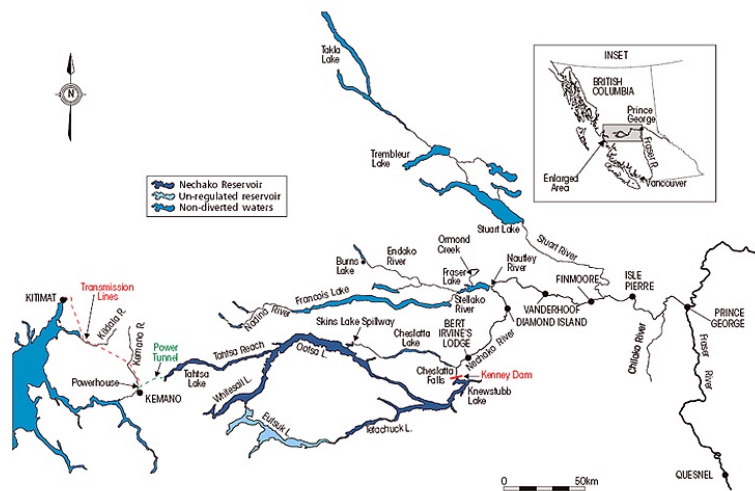 INSET
BRITISH
COLUMBIA
Prince
George
Fraser R.
Enlarged
Area
Vancouver
N
Takla
Lake
Trembleur
Lake
Stuart Lake
Stuart River
Nechako Reservoir
Un-regulated reservoir
Non-diverted waters
Ormond
Creek
Endako
River
Burns
Lake
Fraser
Lake
Nautley
River
FINMOORE
ISLE
PIERRE
KITIMAT
Transmission
Lines
Kildala R.
Kemano R.
Nadina River
Francois Lake
Stellako
River
VANDERHOOF
DIAMOND ISLAND
PRINCE
GEORGE
Skins Lake Spillway
Cheslatta
Lake
BERT
IRVINE'S
LODGE
Nechako River
Chilako River
Fraser
River
Power
Tunnel
Tahtsa Reach
Ootsa L.
Powerhouse
Tahtsa
Lake
KEMANO
Whitesail L.
Cheslatta
Falls
Kenney Dam
Knewstubb
Lake
Eutsuk L.
Tetachuck L.
QUESNEL
0 50km